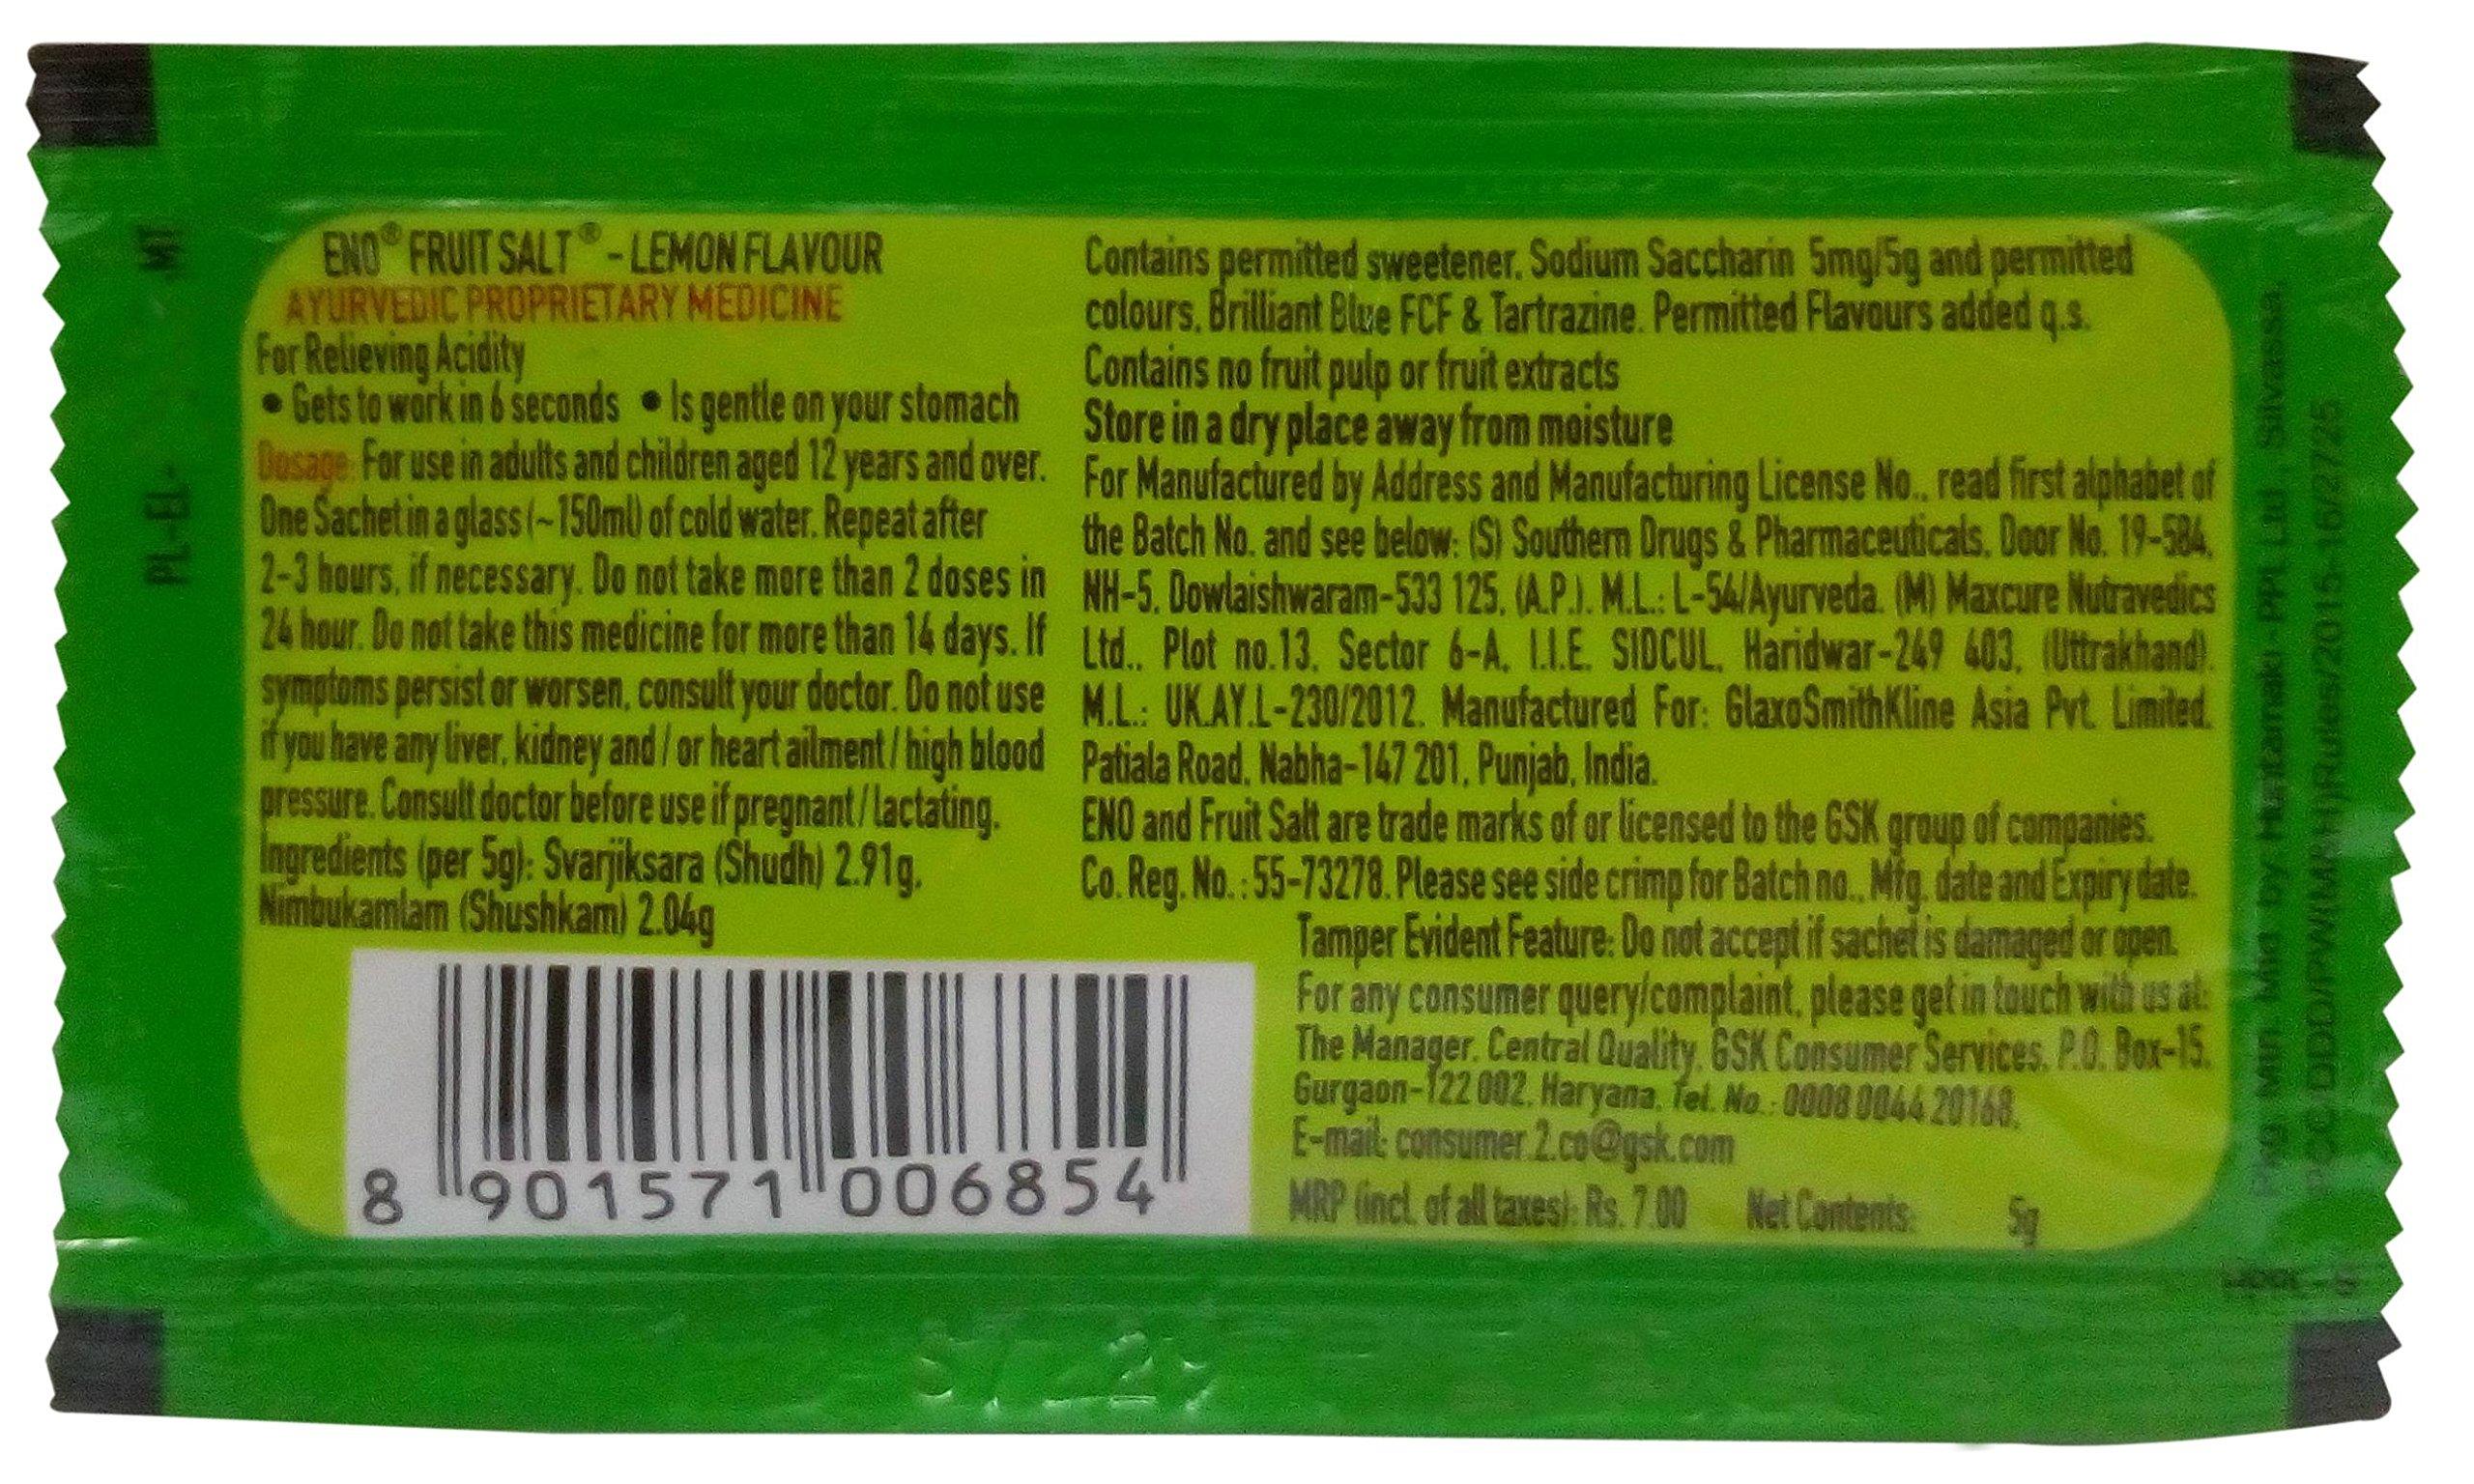 ENO® FRUIT SALT® - LEMON FLAVOUR
AYURVEDIC PROPRIETARY MEDICINE
For Relieving Acidity
• Gets to work in 6 seconds • Is gentle on your stomach
Dosage: For use in adults and children aged 12 years and over.
One Sachet in a glass (~150ml) of cold water. Repeat after
2-3 hours, if necessary. Do not take more than 2 doses in
24 hour. Do not take this medicine for more than 14 days. If
symptoms persist or worsen, consult your doctor. Do not use
if you have any liver, kidney and / or heart ailment / high blood
pressure. Consult doctor before use if pregnant / lactating.
Ingredients (per 5g): Svarjiksara (Shudh) 2.91g,
Nimbukamlam (Shushkam) 2.04g
8 901571 006854
Contains permitted sweetener, Sodium Saccharin 5mg/5g and permitted
colours, Brilliant Blue FCF & Tartrazine. Permitted Flavours added q.s.
Contains no fruit pulp or fruit extracts
Store in a dry place away from moisture
For Manufactured by Address and Manufacturing License No., read first alphabet of
the Batch No. and see below: (S) Southern Drugs & Pharmaceuticals, Door No. 19-584,
NH-5, Dowlaishwaram-533 125, (A.P.). M.L.: L-54/Ayurveda. (M) Maxcure Nutravedics
Ltd., Plot no.13, Sector 6-A, I.I.E. SIDCUL, Haridwar-249 403, (Uttrakhand).
M.L.: UK.AY.L-230/2012. Manufactured For: GlaxoSmithKline Asia Pvt. Limited,
Patiala Road, Nabha-147 201, Punjab, India.
ENO and Fruit Salt are trade marks of or licensed to the GSK group of companies.
Co. Reg. No. : 55-73278. Please see side crimp for Batch no., Mfg. date and Expiry date.
Tamper Evident Feature: Do not accept if sachet is damaged or open.
For any consumer query/complaint, please get in touch with us at:
The Manager, Central Quality, GSK Consumer Services, P.O. Box-15,
Gurgaon-122 002, Haryana, Tel. No. : 0008 0044 20168,
E-mail: consumer.2.co@gsk.com
MRP (incl. of all taxes): Rs. 7.00 Net Contents: 5g
PL-EL- MT
Pkg. Mtrl. Mfd by: Huhtamaki-PPL Ltd., Silvassa.